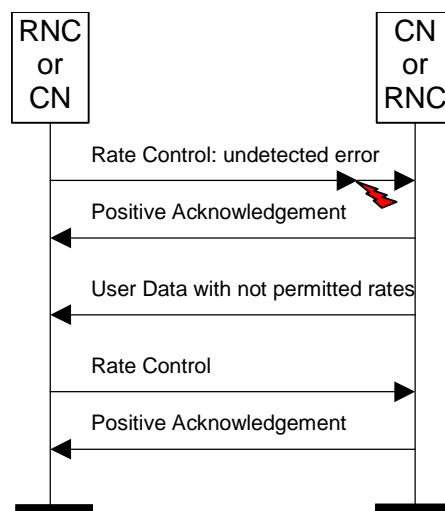 RNC
or
CN
CN
or
RNC
Rate Control: undetected error
Positive Acknowledgement
User Data with not permitted rates
Rate Control
Positive Acknowledgement